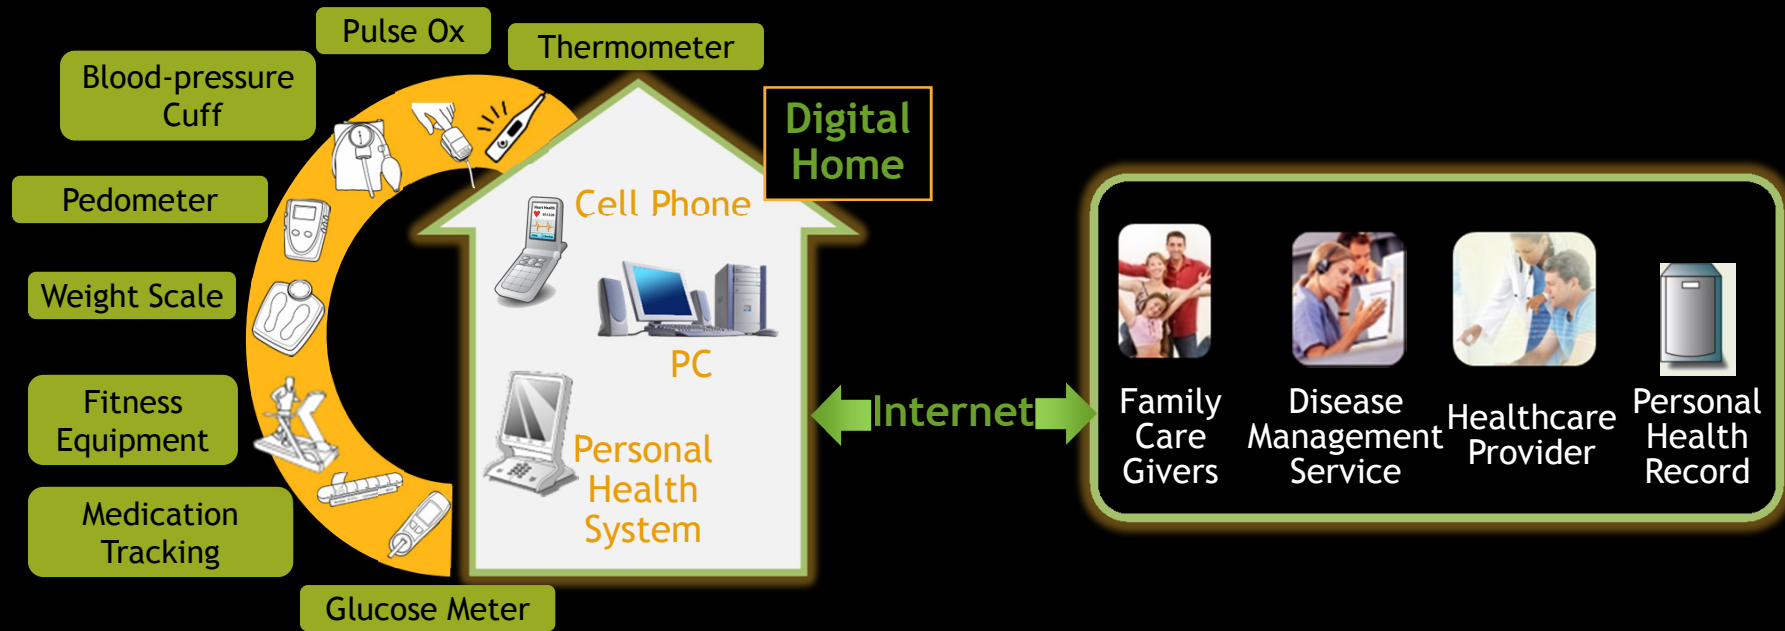 Pulse Ox
Thermometer
Blood-pressure
Cuff
Pedometer
Weight Scale
Fitness
Equipment
Medication
Tracking
Glucose Meter
Digital
Home
Cell Phone
PC
Personal
Health
System
Internet
Family
Care
Givers
Disease
Management
Service
Healthcare
Provider
Personal
Health
Record